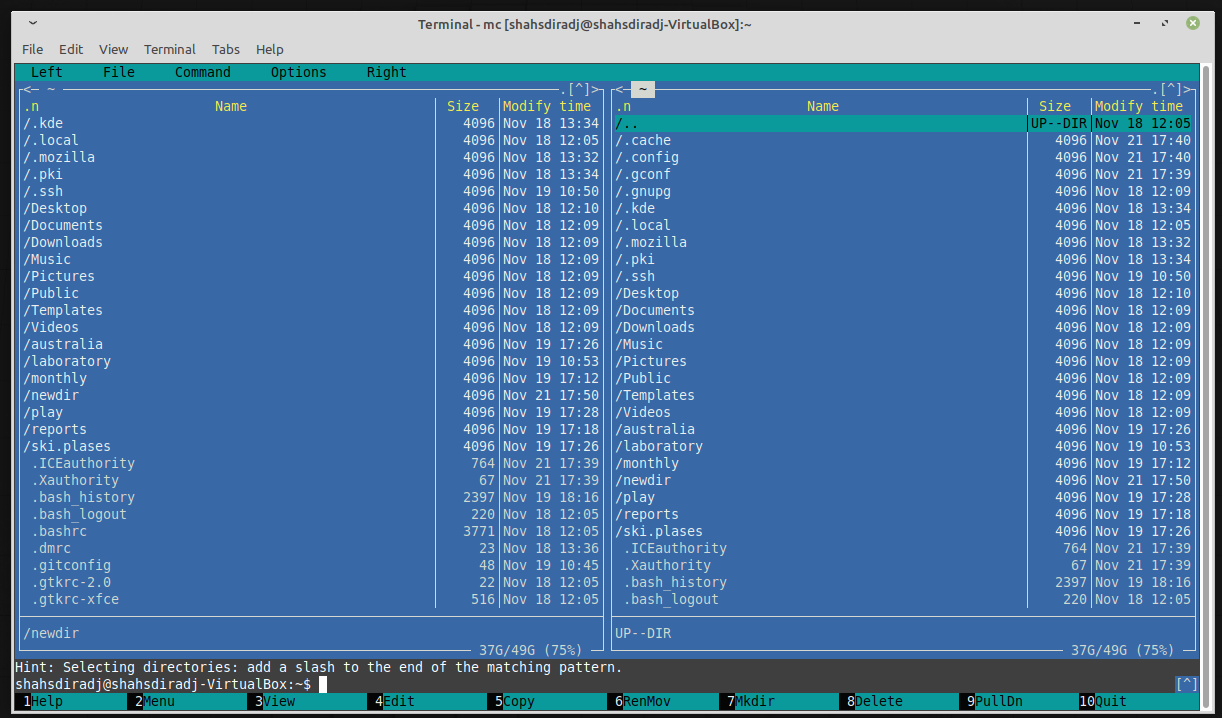 Terminal - mc [shahsdiradj@shahsdiradj-VirtualBox]:~
File Edit View Terminal Tabs Help
Left File Command Options Right
<─ ~ .[^]>
.n Name Size Modify time
/.kde 4096 Nov 18 13:34
/.local 4096 Nov 18 12:05
/.mozilla 4096 Nov 18 13:32
/.pki 4096 Nov 18 13:34
/.ssh 4096 Nov 19 10:50
/Desktop 4096 Nov 18 12:10
/Documents 4096 Nov 18 12:09
/Downloads 4096 Nov 18 12:09
/Music 4096 Nov 18 12:09
/Pictures 4096 Nov 18 12:09
/Public 4096 Nov 18 12:09
/Templates 4096 Nov 18 12:09
/Videos 4096 Nov 18 12:09
/australia 4096 Nov 19 17:26
/laboratory 4096 Nov 19 10:53
/monthly 4096 Nov 19 17:12
/newdir 4096 Nov 21 17:50
/play 4096 Nov 19 17:28
/reports 4096 Nov 19 17:18
/ski.plases 4096 Nov 19 17:26
.ICEauthority 764 Nov 21 17:39
.Xauthority 67 Nov 21 17:39
.bash_history 2397 Nov 19 18:16
.bash_logout 220 Nov 18 12:05
.bashrc 3771 Nov 18 12:05
.dmrc 23 Nov 18 13:36
.gitconfig 48 Nov 19 10:45
.gtkrc-2.0 22 Nov 18 12:05
.gtkrc-xfce 516 Nov 18 12:05
/newdir
37G/49G (75%)
<─ ~ .[^]>
.n Name Size Modify time
/.. UP--DIR Nov 18 12:05
/.cache 4096 Nov 21 17:40
/.config 4096 Nov 21 17:40
/.gconf 4096 Nov 21 17:39
/.gnupg 4096 Nov 18 12:09
/.kde 4096 Nov 18 13:34
/.local 4096 Nov 18 12:05
/.mozilla 4096 Nov 18 13:32
/.pki 4096 Nov 18 13:34
/.ssh 4096 Nov 19 10:50
/Desktop 4096 Nov 18 12:10
/Documents 4096 Nov 18 12:09
/Downloads 4096 Nov 18 12:09
/Music 4096 Nov 18 12:09
/Pictures 4096 Nov 18 12:09
/Public 4096 Nov 18 12:09
/Templates 4096 Nov 18 12:09
/Videos 4096 Nov 18 12:09
/australia 4096 Nov 19 17:26
/laboratory 4096 Nov 19 10:53
/monthly 4096 Nov 19 17:12
/newdir 4096 Nov 21 17:50
/play 4096 Nov 19 17:28
/reports 4096 Nov 19 17:18
/ski.plases 4096 Nov 19 17:26
.ICEauthority 764 Nov 21 17:39
.Xauthority 67 Nov 21 17:39
.bash_history 2397 Nov 19 18:16
.bash_logout 220 Nov 18 12:05
UP--DIR
37G/49G (75%)
Hint: Selecting directories: add a slash to the end of the matching pattern.
shahsdiradj@shahsdiradj-VirtualBox:~$ [^]
1Help 2Menu 3View 4Edit 5Copy 6RenMov 7Mkdir 8Delete 9PullDn 10Quit